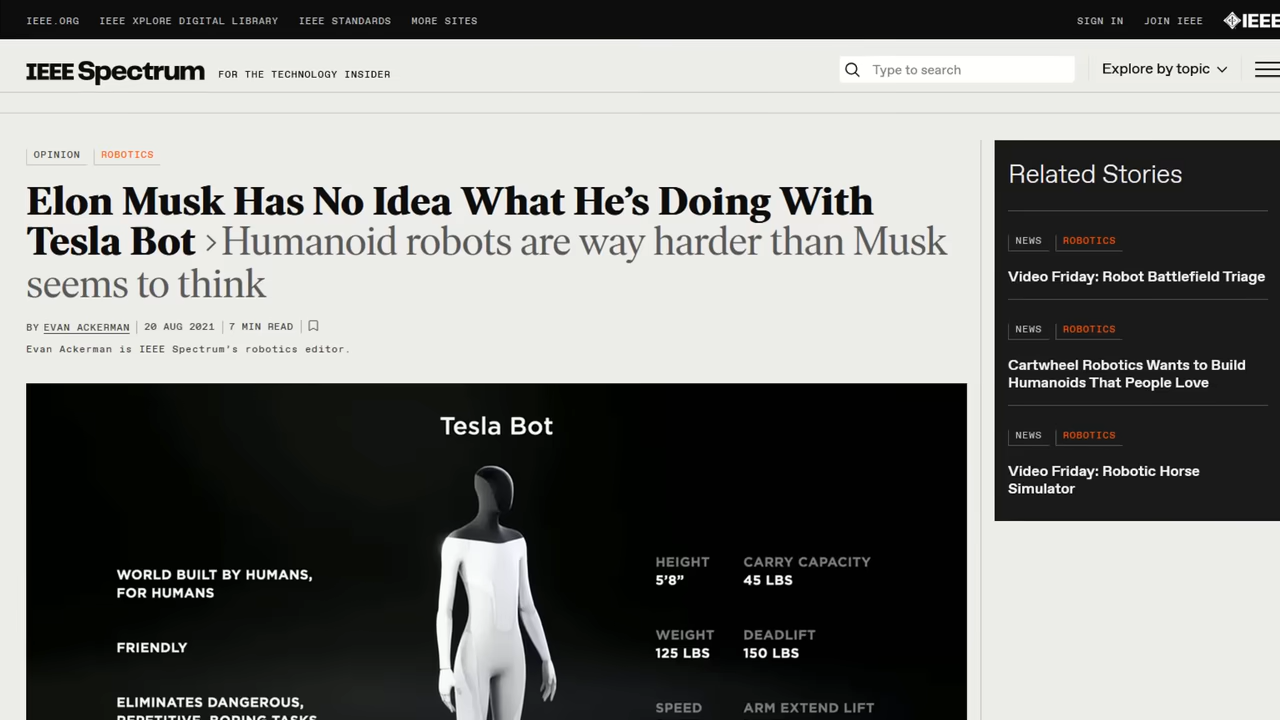 IEEE.ORG IEEE XPLORE DIGITAL LIBRARY IEEE STANDARDS MORE SITES SIGN IN JOIN IEEE IEEE
IEEE Spectrum FOR THE TECHNOLOGY INSIDER
Type to search
Explore by topic
OPINION ROBOTICS
Elon Musk Has No Idea What He’s Doing With
Tesla Bot › Humanoid robots are way harder than Musk
seems to think
BY EVAN ACKERMAN 20 AUG 2021 7 MIN READ
Evan Ackerman is IEEE Spectrum’s robotics editor.
Tesla Bot
WORLD BUILT BY HUMANS,
FOR HUMANS
FRIENDLY
ELIMINATES DANGEROUS,
REPETITIVE, BORING TASKS
HEIGHT CARRY CAPACITY
5’8” 45 LBS
WEIGHT DEADLIFT
125 LBS 150 LBS
SPEED ARM EXTEND LIFT
Related Stories
NEWS ROBOTICS
Video Friday: Robot Battlefield Triage
NEWS ROBOTICS
Cartwheel Robotics Wants to Build
Humanoids That People Love
NEWS ROBOTICS
Video Friday: Robotic Horse
Simulator